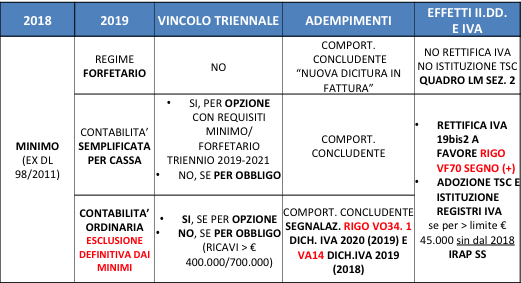 2018
2019
VINCOLO TRIENNALE
ADEMPIMENTI
EFFETTI II.DD.
E IVA
MINIMO
(EX DL
98/2011)
REGIME
FORFETARIO
NO
COMPORT.
CONCLUDENTE
“NUOVA DICITURA IN
FATTURA”
NO RETTIFICA IVA
NO ISTITUZIONE TSC
QUADRO LM SEZ. 2
CONTABILITA’
SEMPLIFICATA
PER CASSA
• SI, PER OPZIONE
CON REQUISITI
MINIMO/
FORFETARIO
TRIENNIO 2019-2021
• NO, SE PER OBBLIGO
COMPORT.
CONCLUDENTE
• RETTIFICA IVA
19bis2 A
FAVORE RIGO
VF70 SEGNO (+)
• ADOZIONE TSC E
ISTITUZIONE
REGISTRI IVA
se per > limite €
45.000 sin dal 2018
IRAP SS
CONTABILITA’
ORDINARIA
ESCLUSIONE
DEFINITIVA DAI
MINIMI
• SI, SE PER OPZIONE
• NO, SE PER OBBLIGO
(RICAVI > €
400.000/700.000)
COMPORT. CONCLUDENTE
SEGNALAZ. RIGO VO34. 1
DICH. IVA 2020 (2019) E
VA14 DICH.IVA 2019
(2018)